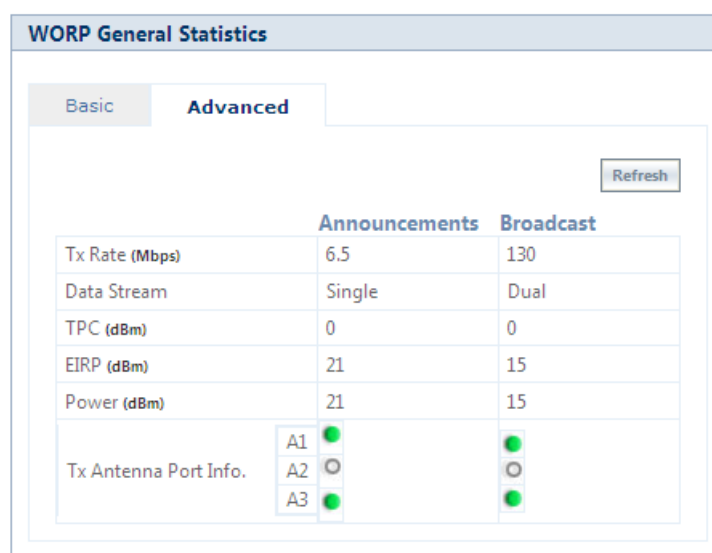 WORP General Statistics
Basic Advanced
Refresh
Announcements Broadcast
Tx Rate (Mbps) 6.5 130
Data Stream Single Dual
TPC (dBm) 0 0
EIRP (dBm) 21 15
Power (dBm) 21 15
Tx Antenna Port Info. A1
A2
A3